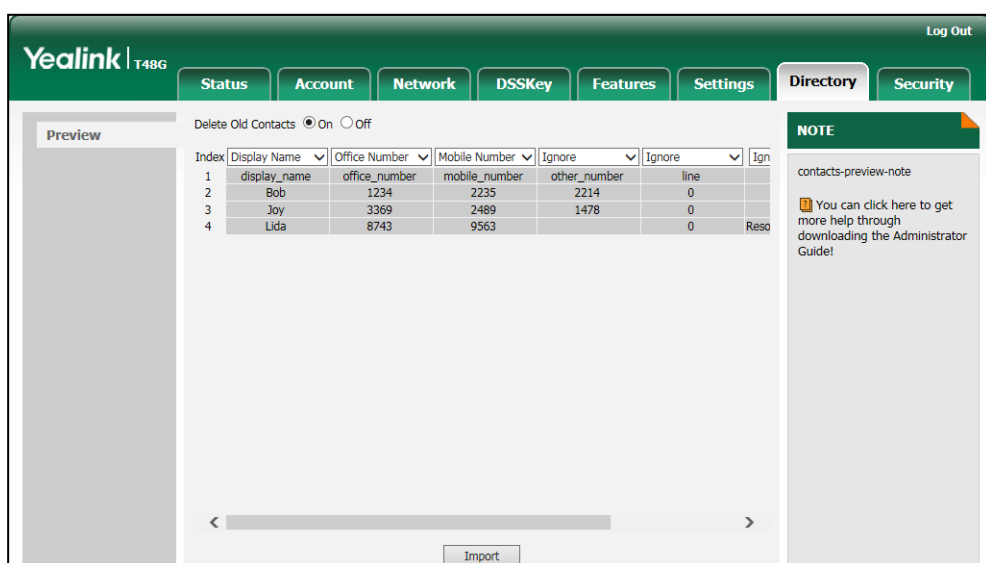 Log Out
Yealink T48G
Status Account Network DSSKey Features Settings Directory Security
Preview
Delete Old Contacts On Off
Index Display Name Office Number Mobile Number Ignore Ignore Ign
1 display_name office_number mobile_number other_number line
2 Bob 1234 2235 2214 0
3 Joy 3369 2489 1478 0
4 Lida 8743 9563 0 Reso
Import
NOTE
contacts-preview-note
You can click here to get
more help through
downloading the Administrator
Guide!